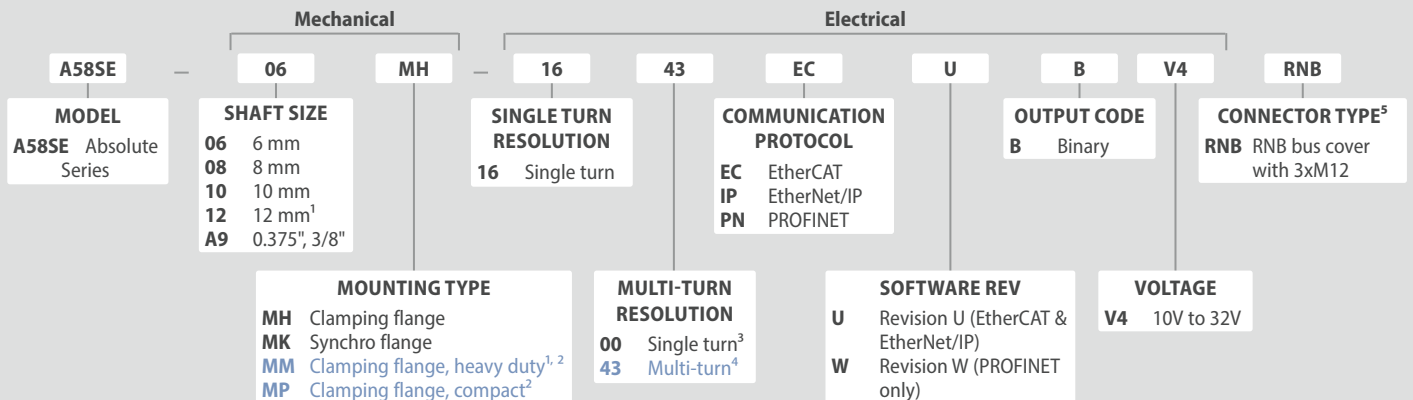 Mechanical
Electrical
A58SE – 06 MH – 16 43 EC U B V4 RNB
MODEL
A58SE Absolute
Series
SHAFT SIZE
06 6 mm
08 8 mm
10 10 mm
12 12 mm¹
A9 0.375", 3/8"
SINGLE TURN
RESOLUTION
16 Single turn
COMMUNICATION
PROTOCOL
EC EtherCAT
IP EtherNet/IP
PN PROFINET
OUTPUT CODE
B Binary
CONNECTOR TYPE⁵
RNB RNB bus cover
with 3xM12
MOUNTING TYPE
MH Clamping flange
MK Synchro flange
MM Clamping flange, heavy duty¹, ²
MP Clamping flange, compact²
MULTI-TURN
RESOLUTION
00 Single turn³
43 Multi-turn⁴
SOFTWARE REV
U Revision U (EtherCAT &
EtherNet/IP)
W Revision W (PROFINET
only)
VOLTAGE
V4 10V to 32V